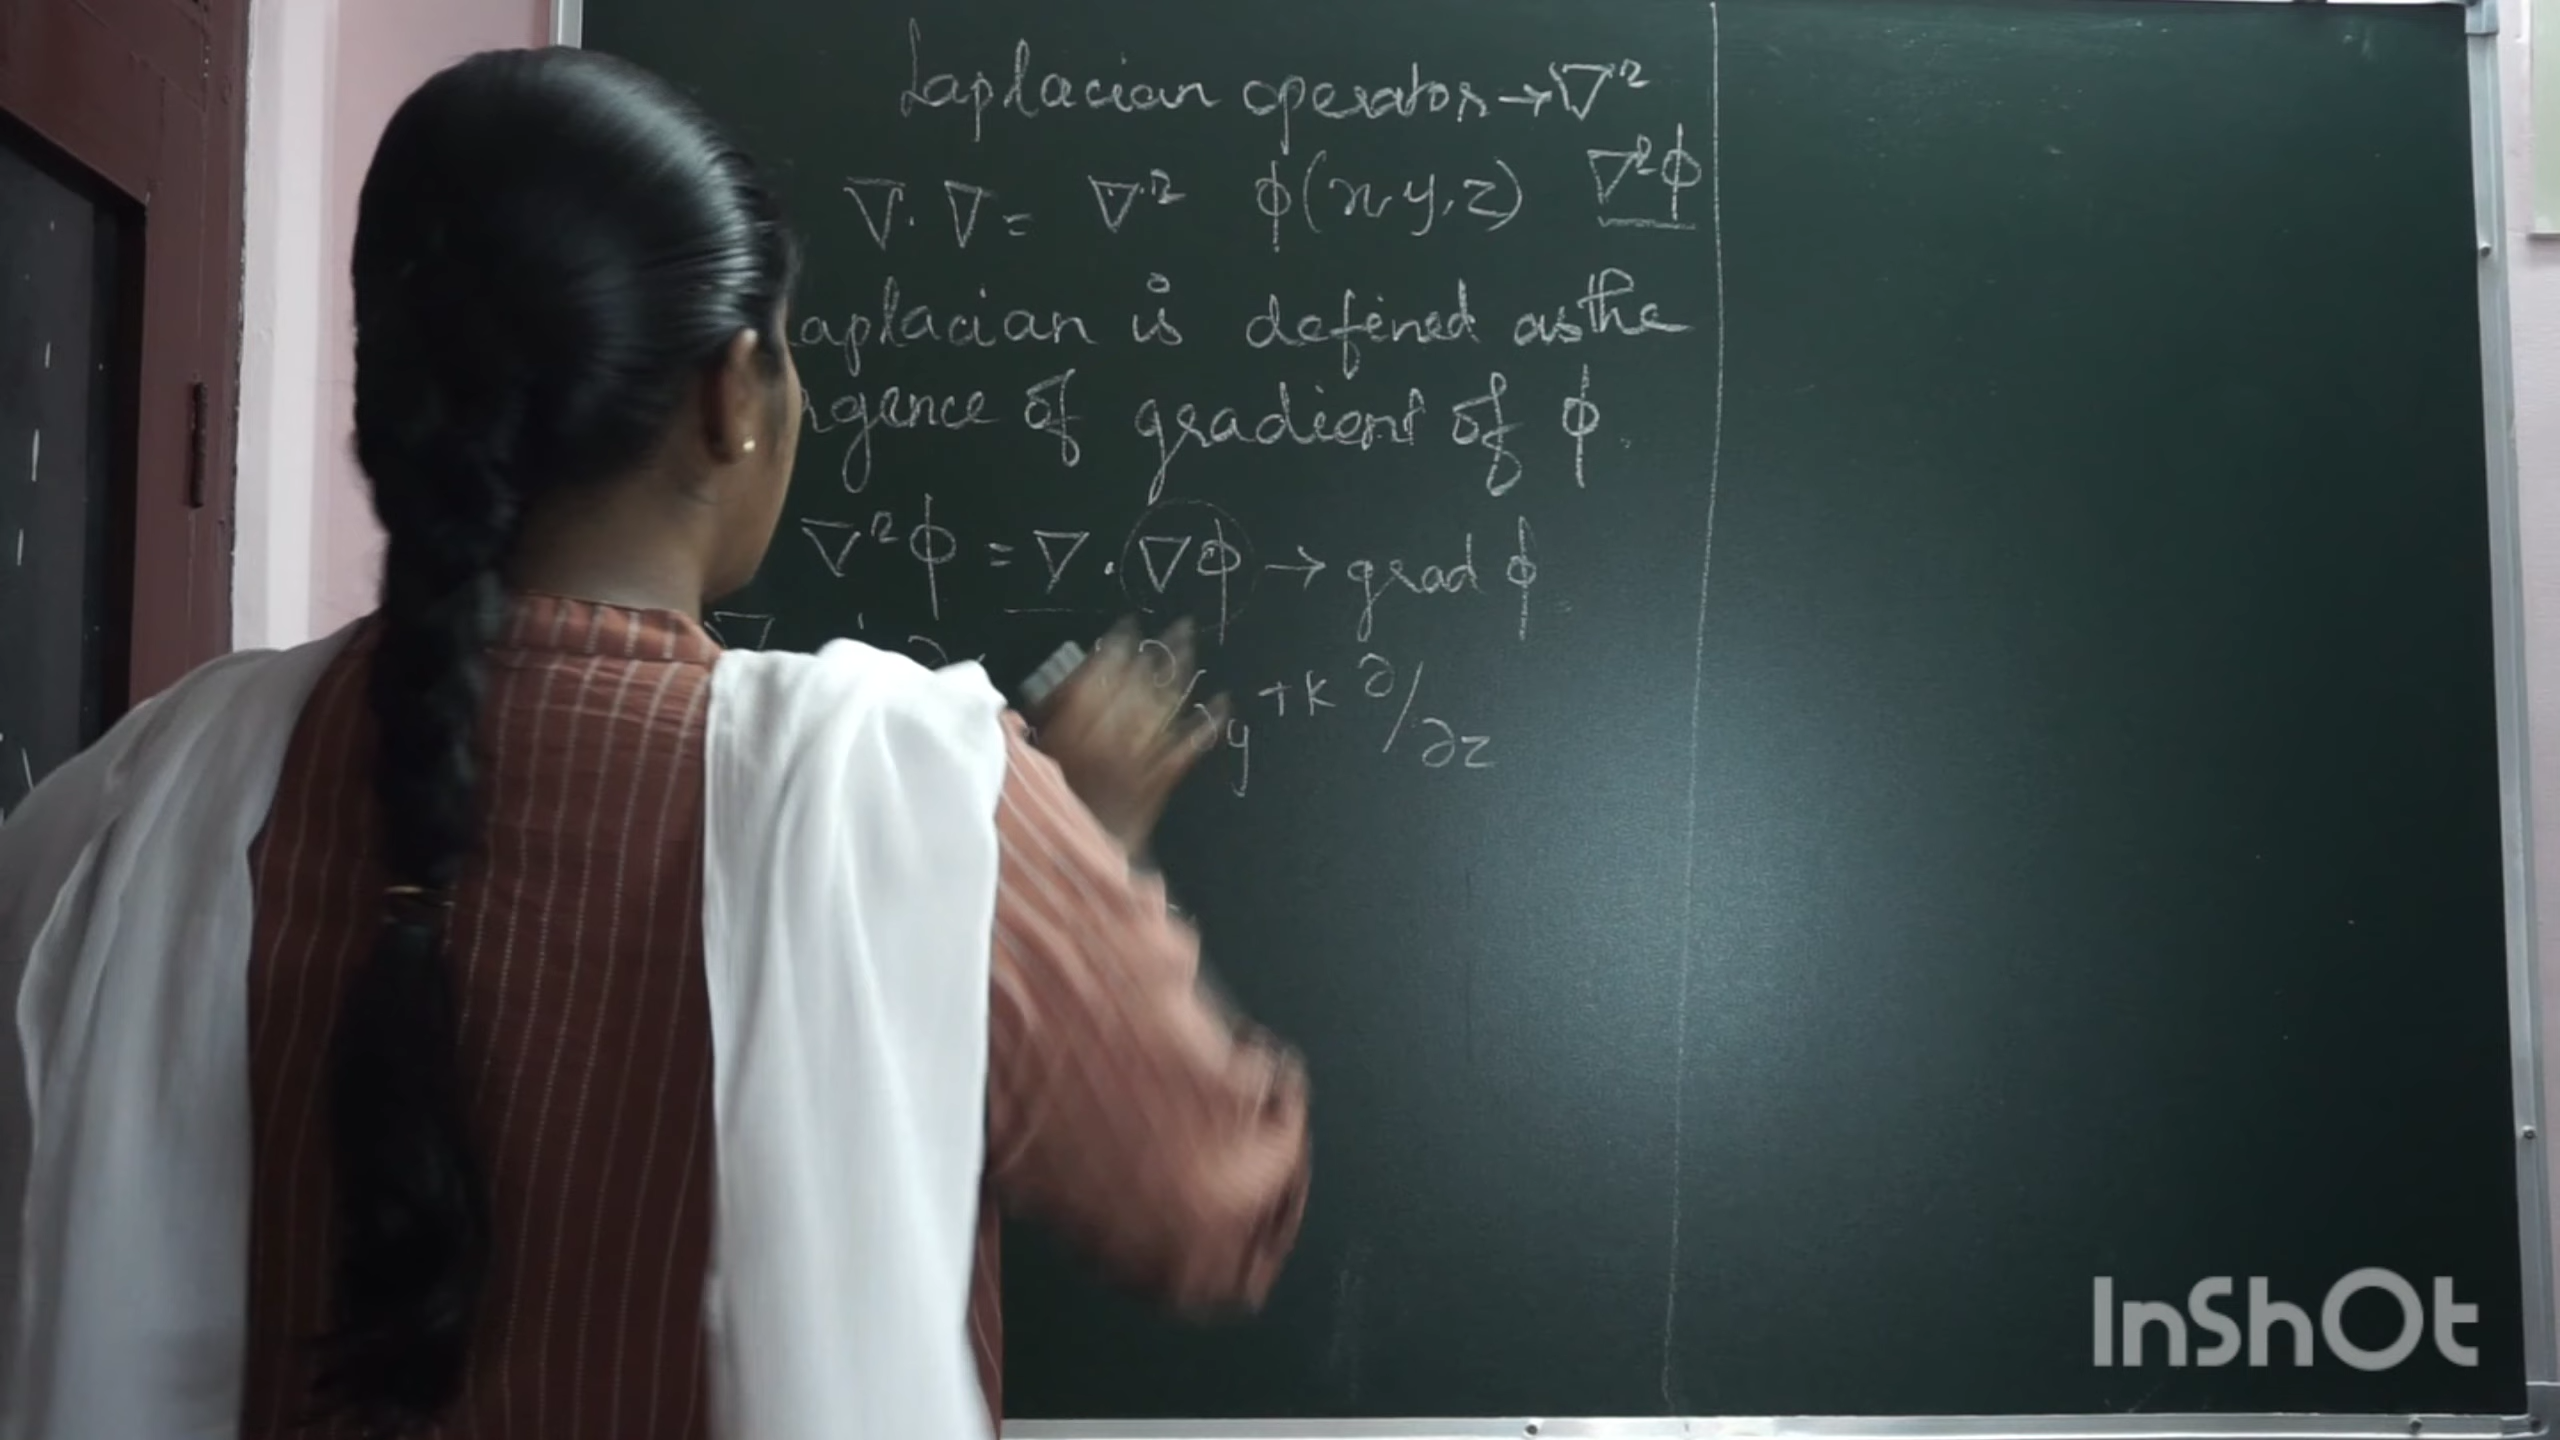 Laplacian operator → ∇²
∇ · ∇ = ∇² ϕ(x, y, z) ∇²ϕ
aplacian is defined as the
rgence of gradient of ϕ.
∇²ϕ = ∇ · ∇ϕ → grad ϕ
∇ ∂/∂y + k ∂/∂z
InShOt